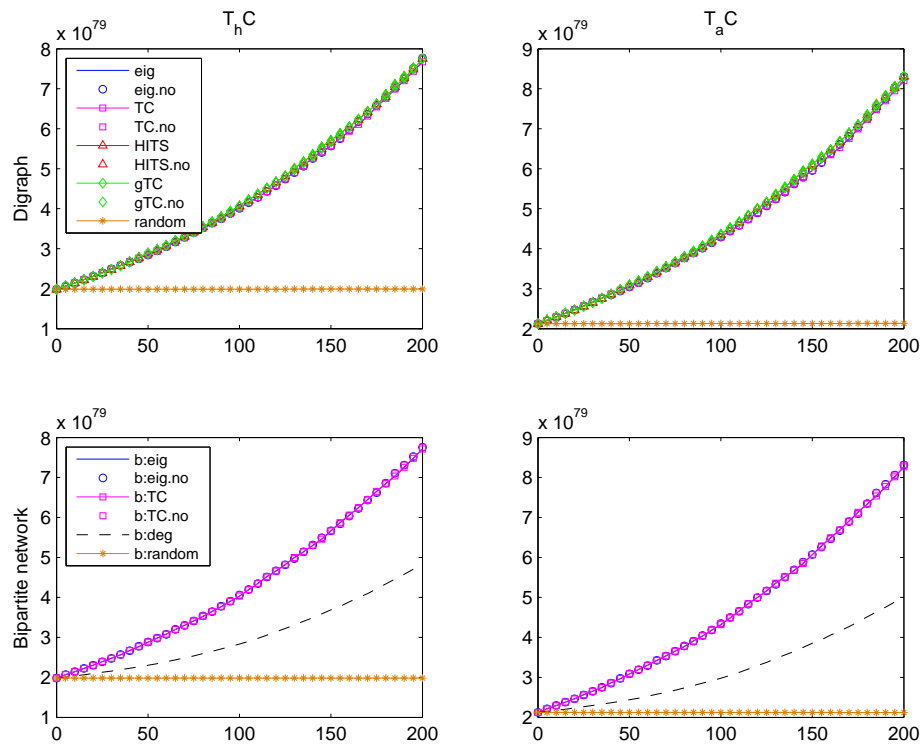 T_hC
x 10^79
8
7
6
5
4
3
2
1
Digraph
eig
eig.no
TC
TC.no
HITS
HITS.no
gTC
gTC.no
random
0 50 100 150 200
T_aC
x 10^79
9
8
7
6
5
4
3
2
1
0 50 100 150 200
x 10^79
8
7
6
5
4
3
2
1
Bipartite network
b:eig
b:eig.no
b:TC
b:TC.no
b:deg
b:random
0 50 100 150 200
x 10^79
9
8
7
6
5
4
3
2
1
0 50 100 150 200